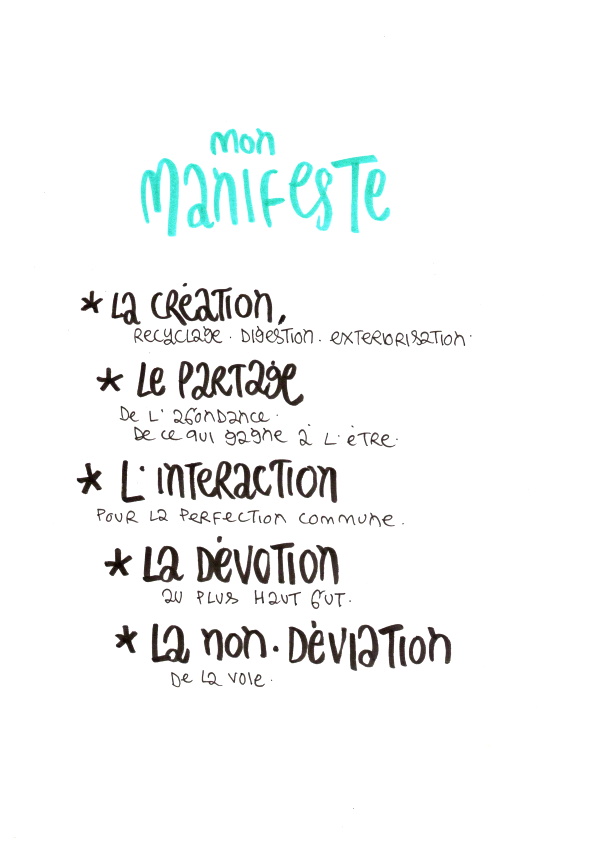 mon
manifeste
* La création,
recyclage. digestion. exteriorisation.
* Le partage
De L'abondance.
De ce qui gagne à L'être.
* L'interaction
pour la perfection commune.
* La dévotion
au plus haut but.
* La non.déviation
De la voie.